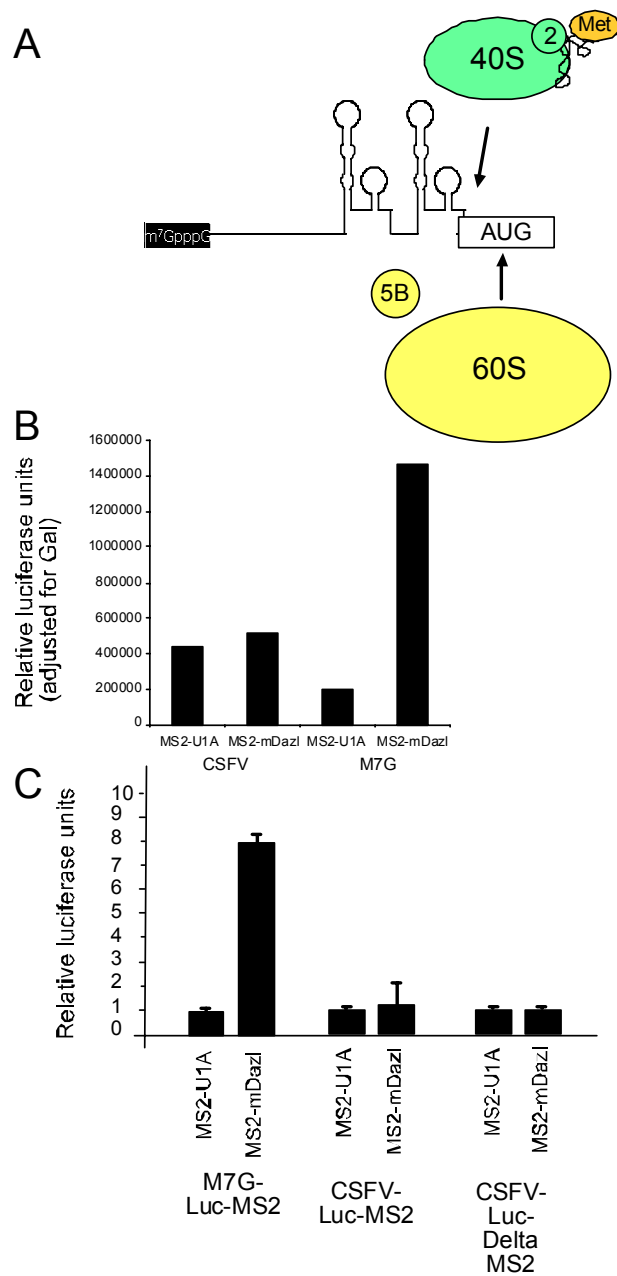 A
2
Met
40S
m7GpppG
AUG
5B
60S
B
Relative luciferase units
(adjusted for Gal)
1600000
1400000
1200000
1000000
800000
600000
400000
200000
0
MS2-U1A
MS2-mDazl
MS2-U1A
MS2-mDazl
CSFV
M7G
C
Relative luciferase units
10
9
8
7
6
5
4
3
2
1
0
MS2-U1A
MS2-mDazl
MS2-U1A
MS2-mDazl
MS2-U1A
MS2-mDazl
M7G-
Luc-MS2
CSFV-
Luc-MS2
CSFV-
Luc-
Delta
MS2